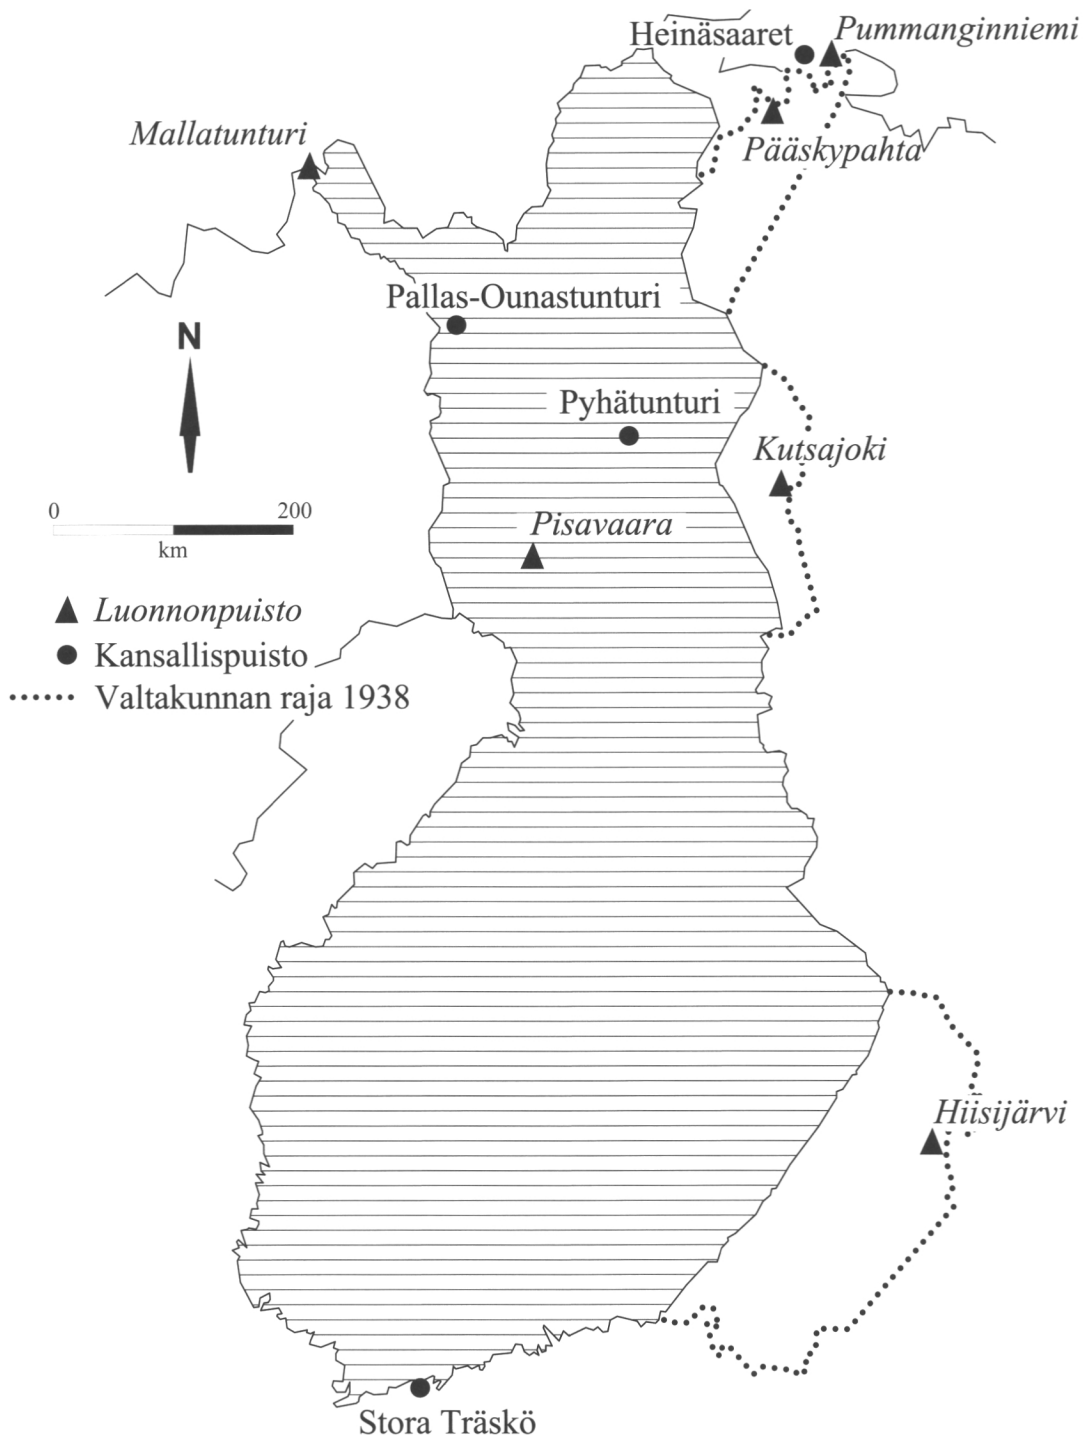 Heinäsaaret
Pummanginniemi
Mallatunturi
Pääskypahta
Pallas-Ounastunturi
N
Pyhätunturi
Kutsajoki
0 200
km
Pisavaara
Luonnonpuisto
Kansallispuisto
Valtakunnan raja 1938
Hiisijärvi
Stora Träskö